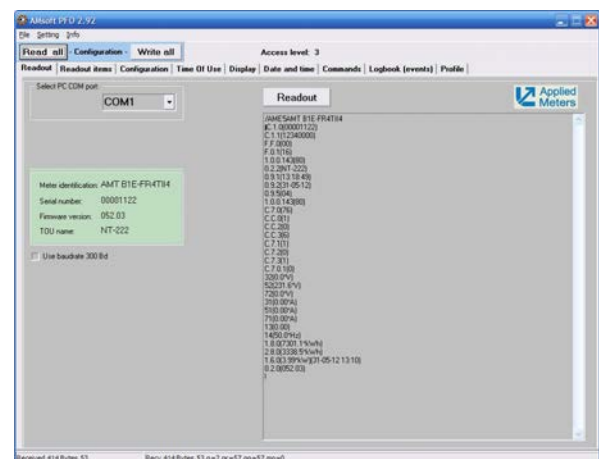 AMsoft PFD 2.92
File Setting Info
Read all - Configuration - Write all Access level: 3
Readout Readout items Configuration Time Of Use Display Date and time Commands Logbook (events) Profile
Select PC COM port
COM1
Readout
Applied
Meters
Meter identification: AMT B1E-FR4TII4
Serial number: 00001122
Firmware version: 052.03
TOU name: NT-222
Use baudrate 300 Bd
C.1.0(00001122)
C.1.1(12340000)
F.F.0(00)
F.0.1(16)
1.0.0.143(80)
0.2.2(NT-222)
0.9.1(13:18:49)
0.9.2(31-05-12)
0.9.5(04)
1.0.0.143(80)
C.7.0(76)
C.C.0(1)
C.C.2(0)
C.C.3(6)
C.7.1(1)
C.7.2(0)
C.7.3(1)
C.7.0.1(0)
32(0.0*V)
52(231.6*V)
72(0.0*V)
31(0.00*A)
51(0.00*A)
71(0.00*A)
13(0.00)
14(50.0*Hz)
1.8.0(7301.1*kWh)
2.8.0(3338.5*kWh)
1.6.0(3.99*kW)(31-05-12 13:10)
0.2.0(052.03)